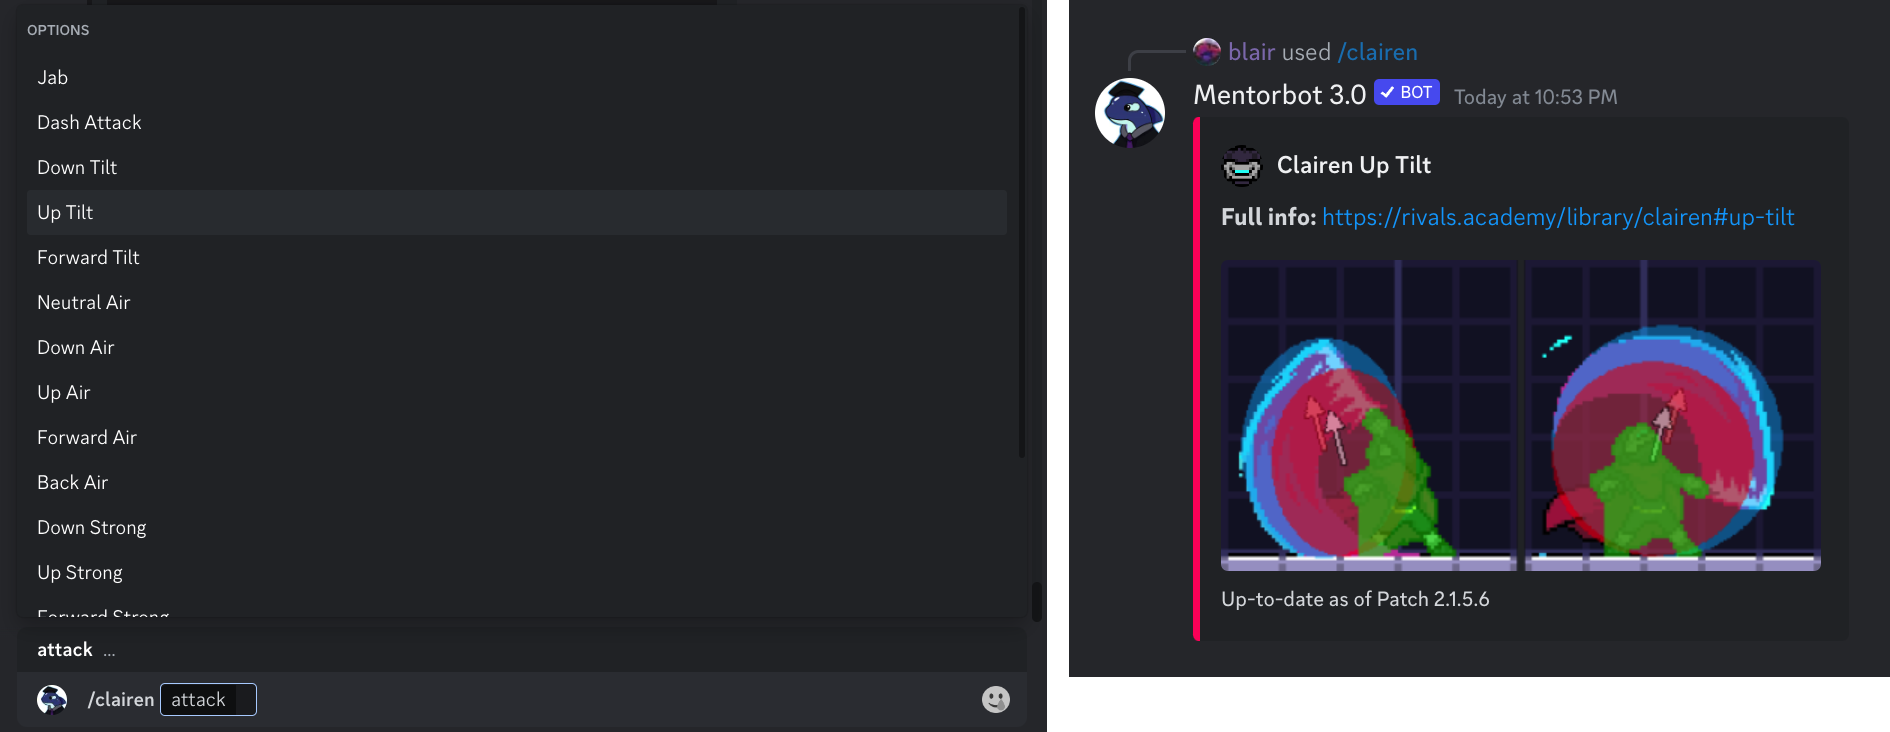 OPTIONS
Jab
Dash Attack
Down Tilt
Up Tilt
Forward Tilt
Neutral Air
Down Air
Up Air
Forward Air
Back Air
Down Strong
Up Strong
Forward Strong
attack ...
/clairen attack
blair used /clairen
Mentorbot 3.0 ✓ BOT Today at 10:53 PM
Clairen Up Tilt
Full info: https://rivals.academy/library/clairen#up-tilt
Up-to-date as of Patch 2.1.5.6